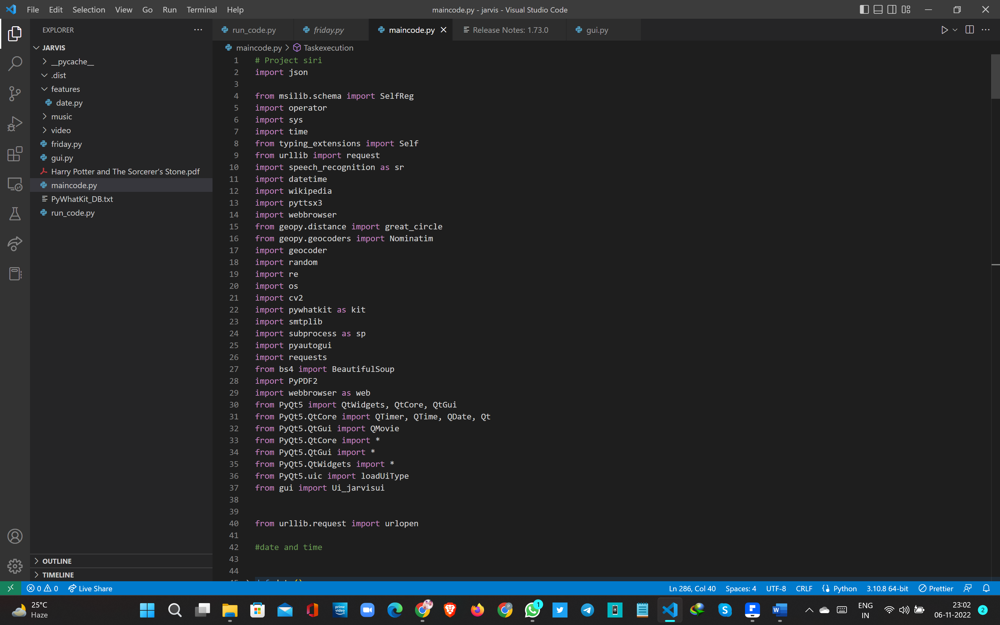 File Edit Selection View Go Run Terminal Help
maincode.py - jarvis - Visual Studio Code
EXPLORER
JARVIS
__pycache__
.dist
features
date.py
music
video
friday.py
gui.py
Harry Potter and The Sorcerer's Stone.pdf
maincode.py
PyWhatKit_DB.txt
run_code.py
OUTLINE
TIMELINE
run_code.py friday.py maincode.py Release Notes: 1.73.0 gui.py
maincode.py > Taskexecution
1 # Project siri
2 import json
3
4 from msilib.schema import SelfReg
5 import operator
6 import sys
7 import time
8 from typing_extensions import Self
9 from urllib import request
10 import speech_recognition as sr
11 import datetime
12 import wikipedia
13 import pyttsx3
14 import webbrowser
15 from geopy.distance import great_circle
16 from geopy.geocoders import Nominatim
17 import geocoder
18 import random
19 import re
20 import os
21 import cv2
22 import pywhatkit as kit
23 import smtplib
24 import subprocess as sp
25 import pyautogui
26 import requests
27 from bs4 import BeautifulSoup
28 import PyPDF2
29 import webbrowser as web
30 from PyQt5 import QtWidgets, QtCore, QtGui
31 from PyQt5.QtCore import QTimer, QTime, QDate, Qt
32 from PyQt5.QtGui import QMovie
33 from PyQt5.QtCore import *
34 from PyQt5.QtGui import *
35 from PyQt5.QtWidgets import *
36 from PyQt5.uic import loadUiType
37 from gui import Ui_jarvisui
38
39
40 from urllib.request import urlopen
41
42 #date and time
43
44
0 0 Live Share
Ln 286, Col 40 Spaces: 4 UTF-8 CRLF Python 3.10.8 64-bit Prettier
25°C
Haze
prime video
1
ENG
IN
23:02
06-11-2022
2